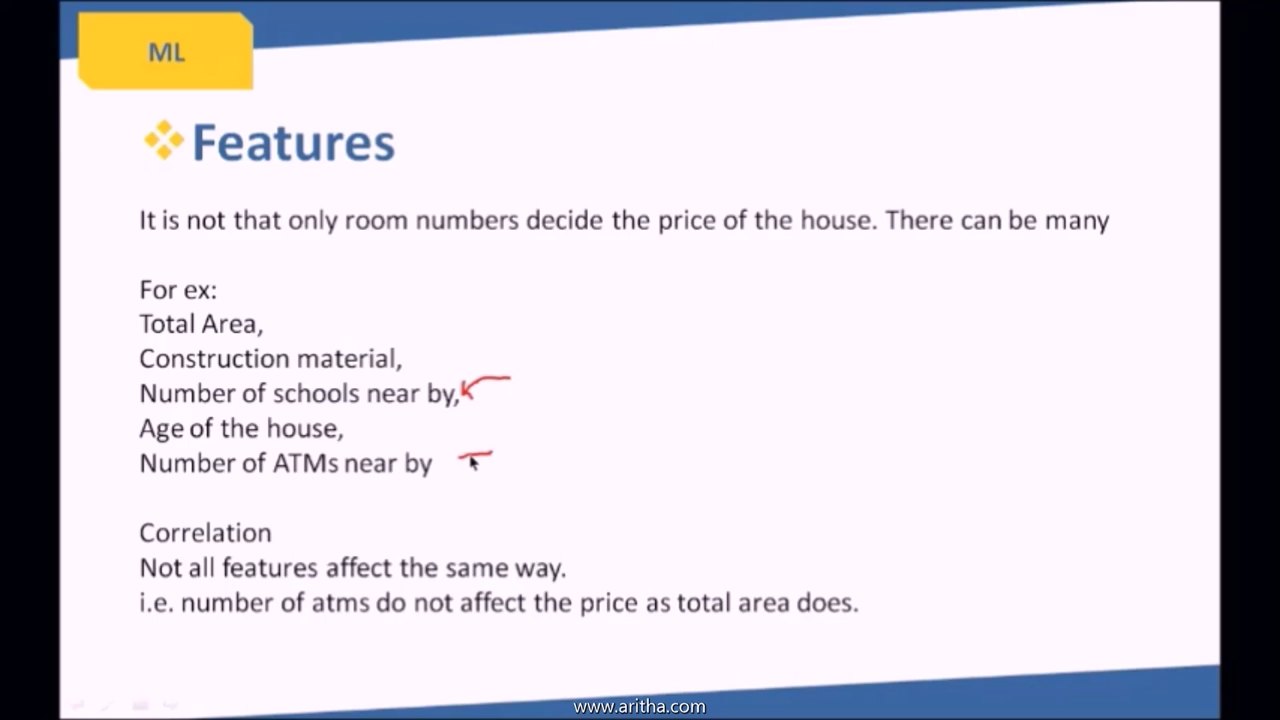 ML
Features
It is not that only room numbers decide the price of the house. There can be many
For ex:
Total Area,
Construction material,
Number of schools near by,
Age of the house,
Number of ATMs near by
Correlation
Not all features affect the same way.
i.e. number of atms do not affect the price as total area does.
www.aritha.com